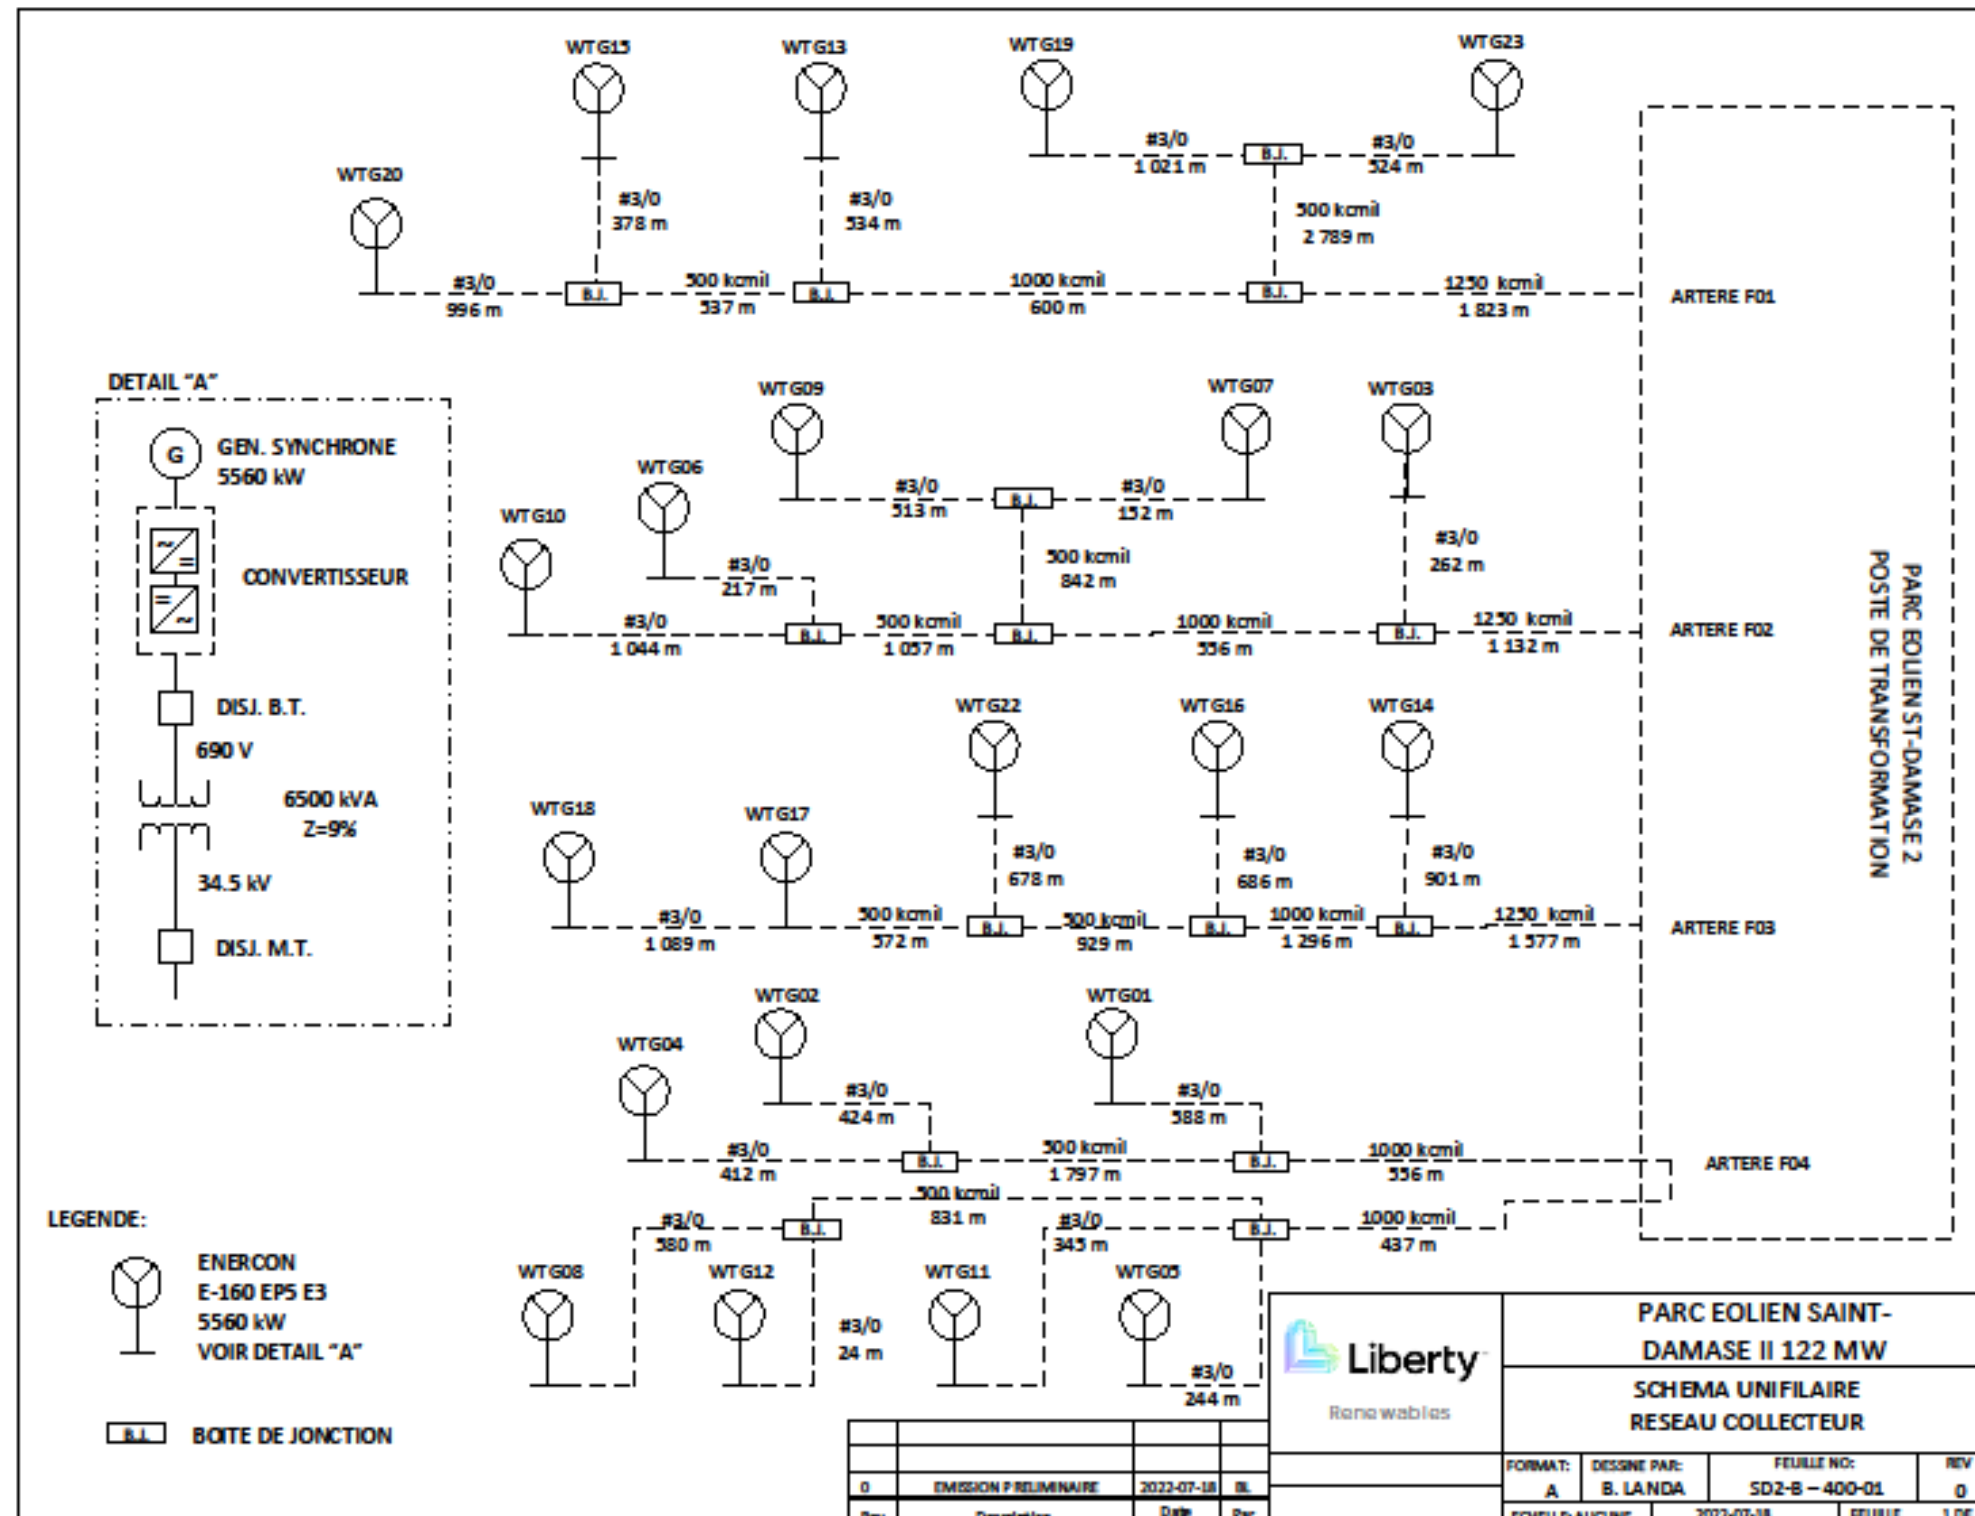 WTG15
WTG13
WTG19
WTG23
#3/0
1 021 m
B.J.
#3/0
524 m
WTG20
#3/0
378 m
#3/0
534 m
500 kcmil
2 789 m
#3/0
996 m
B.J.
500 kcmil
537 m
B.J.
1000 kcmil
600 m
B.J.
1250 kcmil
1 823 m
ARTERE F01
DETAIL "A"
G
GEN. SYNCHRONE
5560 kW
CONVERTISSEUR
DISJ. B.T.
690 V
6500 kVA
Z=9%
34.5 kV
DISJ. M.T.
WTG09
WTG07
WTG03
WTG06
WTG10
#3/0
513 m
B.J.
#3/0
152 m
#3/0
262 m
#3/0
217 m
500 kcmil
842 m
#3/0
1 044 m
B.J.
500 kcmil
1 057 m
B.J.
1000 kcmil
556 m
B.J.
1250 kcmil
1 132 m
ARTERE F02
PARC EOLIEN ST-DAMASE 2
POSTE DE TRANSFORMATION
WTG22
WTG16
WTG14
WTG18
WTG17
#3/0
678 m
#3/0
686 m
#3/0
901 m
#3/0
1 089 m
500 kcmil
572 m
B.J.
500 kcmil
929 m
B.J.
1000 kcmil
1 296 m
B.J.
1250 kcmil
1 577 m
ARTERE F03
WTG02
WTG01
WTG04
#3/0
424 m
#3/0
588 m
#3/0
412 m
B.J.
500 kcmil
1 797 m
B.J.
1000 kcmil
556 m
ARTERE F04
500 kcmil
831 m
#3/0
580 m
B.J.
#3/0
345 m
B.J.
1000 kcmil
437 m
WTG08
WTG12
WTG11
WTG05
#3/0
24 m
#3/0
244 m
LEGENDE:
ENERCON
E-160 EP5 E3
5560 kW
VOIR DETAIL "A"
B.J.
BOITE DE JONCTION
Liberty
Renewables
PARC EOLIEN SAINT-
DAMASE II 122 MW
SCHEMA UNIFILAIRE
RESEAU COLLECTEUR
FORMAT:
A
DESSINE PAR:
B. LANDA
FEUILLE NO:
SD2-B – 400-01
REV
0
0
EMISSION PRELIMINAIRE
2022-07-18
BL
Rev
Description
Date
Par
2022-07-18
FEUILLE